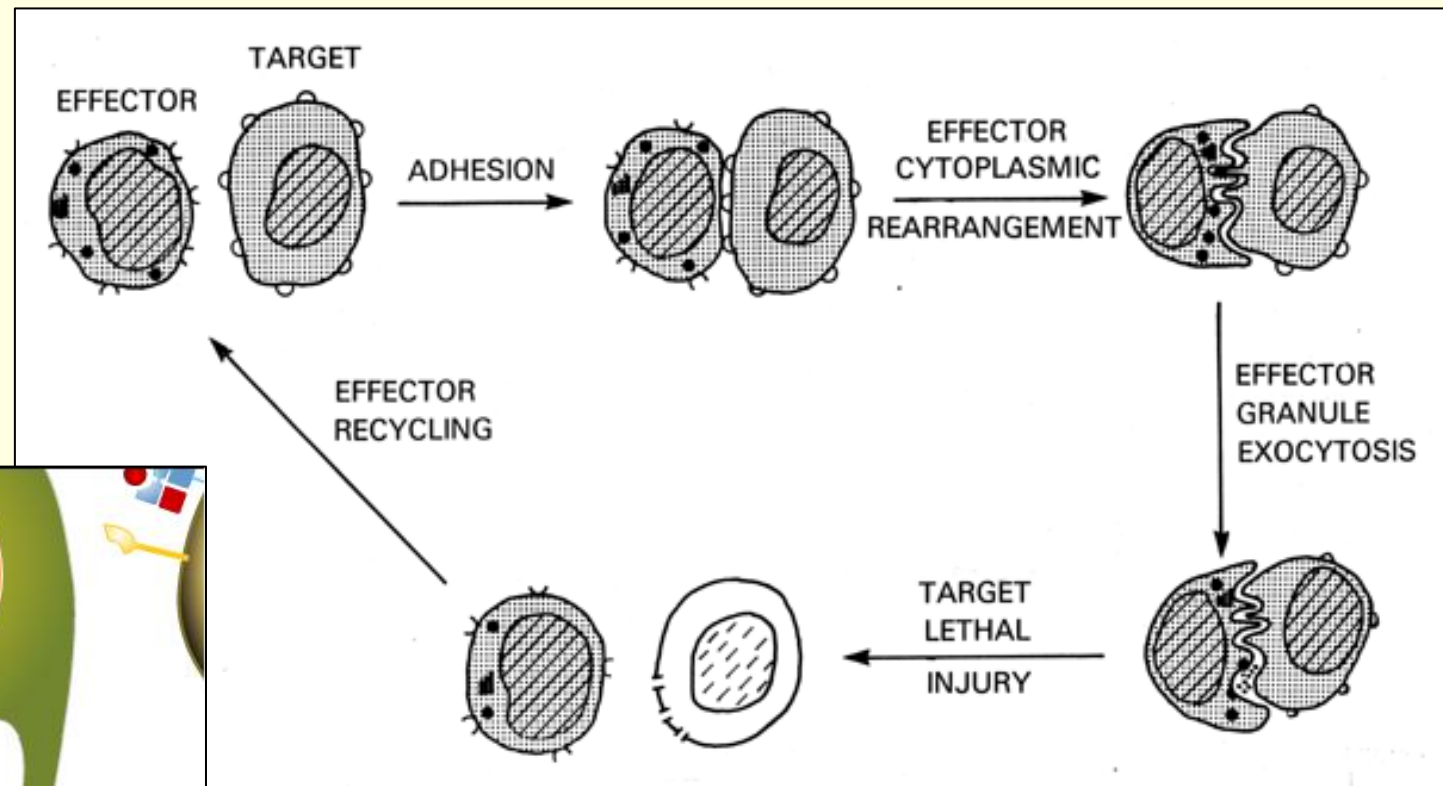 TARGET
EFFECTOR
ADHESION
EFFECTOR
CYTOPLASMIC
REARRANGEMENT
EFFECTOR
GRANULE
EXOCYTOSIS
TARGET
LETHAL
INJURY
EFFECTOR
RECYCLING